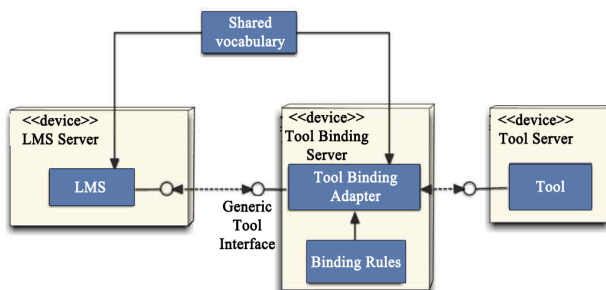 Shared
vocabulary
<<device>>
LMS Server
LMS
Generic
Tool
Interface
<<device>>
Tool Binding
Server
Tool Binding
Adapter
Binding Rules
<<device>>
Tool Server
Tool